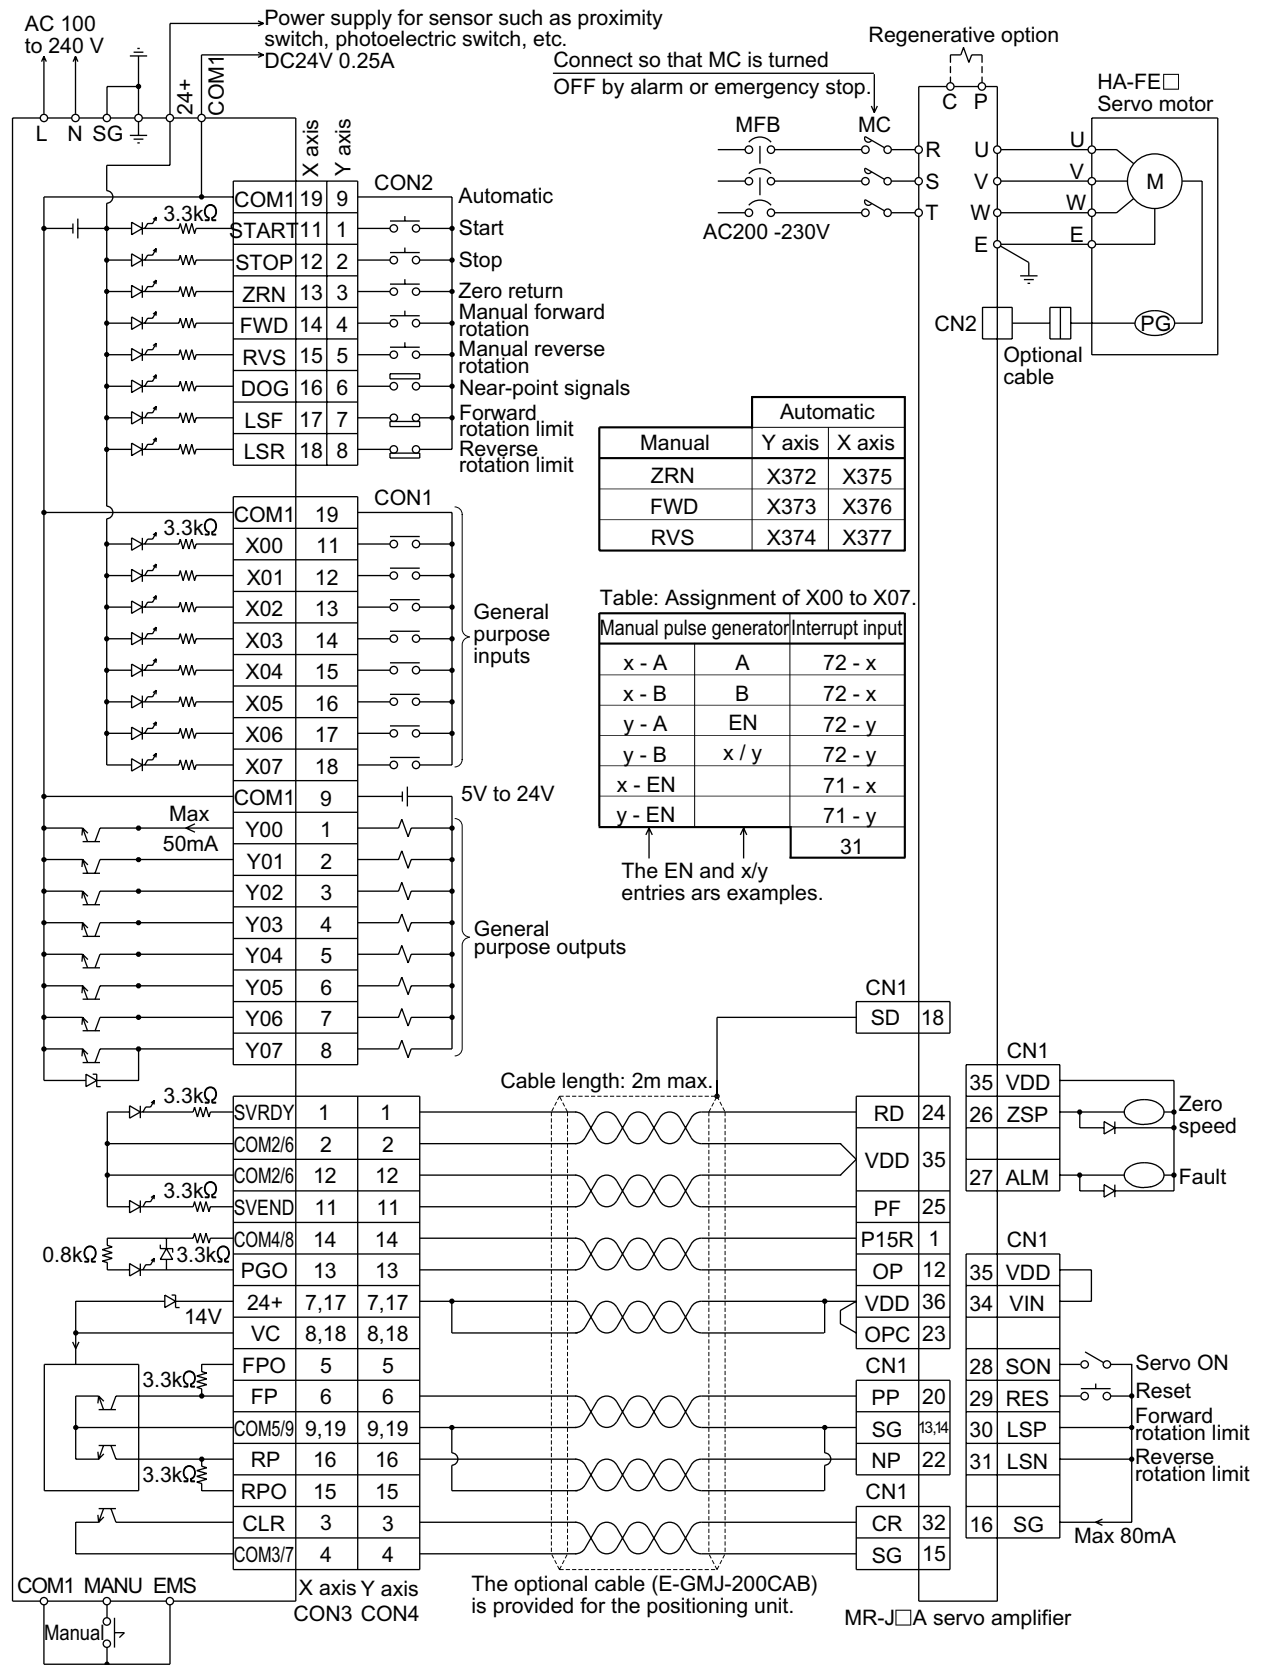 AC 100
to 240 V
Power supply for sensor such as proximity
switch, photoelectric switch, etc.
DC24V 0.25A
24+
COM1
L N SG
Connect so that MC is turned
OFF by alarm or emergency stop.
Regenerative option
C P
HA-FE□
Servo motor
MFB MC
R U U
S V V M
T W W
E E
AC200 -230V
CN2
PG
Optional
cable
X axis
Y axis
CON2
COM1 19 9 Automatic
3.3kΩ
START 11 1 Start
STOP 12 2 Stop
ZRN 13 3 Zero return
FWD 14 4 Manual forward
rotation
RVS 15 5 Manual reverse
rotation
DOG 16 6 Near-point signals
LSF 17 7 Forward
rotation limit
LSR 18 8 Reverse
rotation limit
Automatic
Manual Y axis X axis
ZRN X372 X375
FWD X373 X376
RVS X374 X377
CON1
COM1 19
3.3kΩ
X00 11
X01 12
X02 13
X03 14
X04 15
X05 16
X06 17
X07 18
General
purpose
inputs
COM1 9 5V to 24V
Max
50mA
Y00 1
Y01 2
Y02 3
Y03 4
Y04 5
Y05 6
Y06 7
Y07 8
General
purpose outputs
Table: Assignment of X00 to X07.
Manual pulse generator Interrupt input
x - A A 72 - x
x - B B 72 - x
y - A EN 72 - y
y - B x / y 72 - y
x - EN 71 - x
y - EN 71 - y
31
The EN and x/y
entries ars examples.
CN1
SD 18
Cable length: 2m max.
3.3kΩ
SVRDY 1 1 RD 24
COM2/6 2 2
VDD 35
COM2/6 12 12
3.3kΩ
SVEND 11 11 PF 25
COM4/8 14 14 P15R 1
0.8kΩ 3.3kΩ
PGO 13 13 OP 12
24+ 7,17 7,17 VDD 36
14V
VC 8,18 8,18 OPC 23
FPO 5 5 CN1
3.3kΩ
FP 6 6 PP 20
COM5/9 9,19 9,19 SG 13,14
RP 16 16 NP 22
3.3kΩ
RPO 15 15 CN1
CLR 3 3 CR 32
COM3/7 4 4 SG 15
CN1
35 VDD
26 ZSP Zero
speed
27 ALM Fault
CN1
35 VDD
34 VIN
28 SON Servo ON
29 RES Reset
30 LSP Forward
rotation limit
31 LSN Reverse
rotation limit
16 SG
Max 80mA
COM1 MANU EMS
Manual
X axis Y axis
CON3 CON4
The optional cable (E-GMJ-200CAB)
is provided for the positioning unit.
MR-J□A servo amplifier